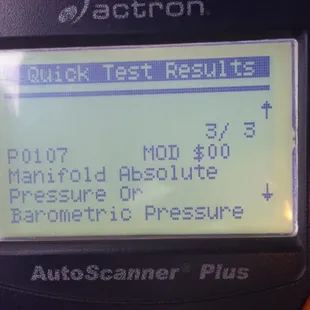 actron
Quick Test Results
3/ 3
P0107 MOD $00
Manifold Absolute
Pressure Or
Barometric Pressure
AutoScanner® Plus